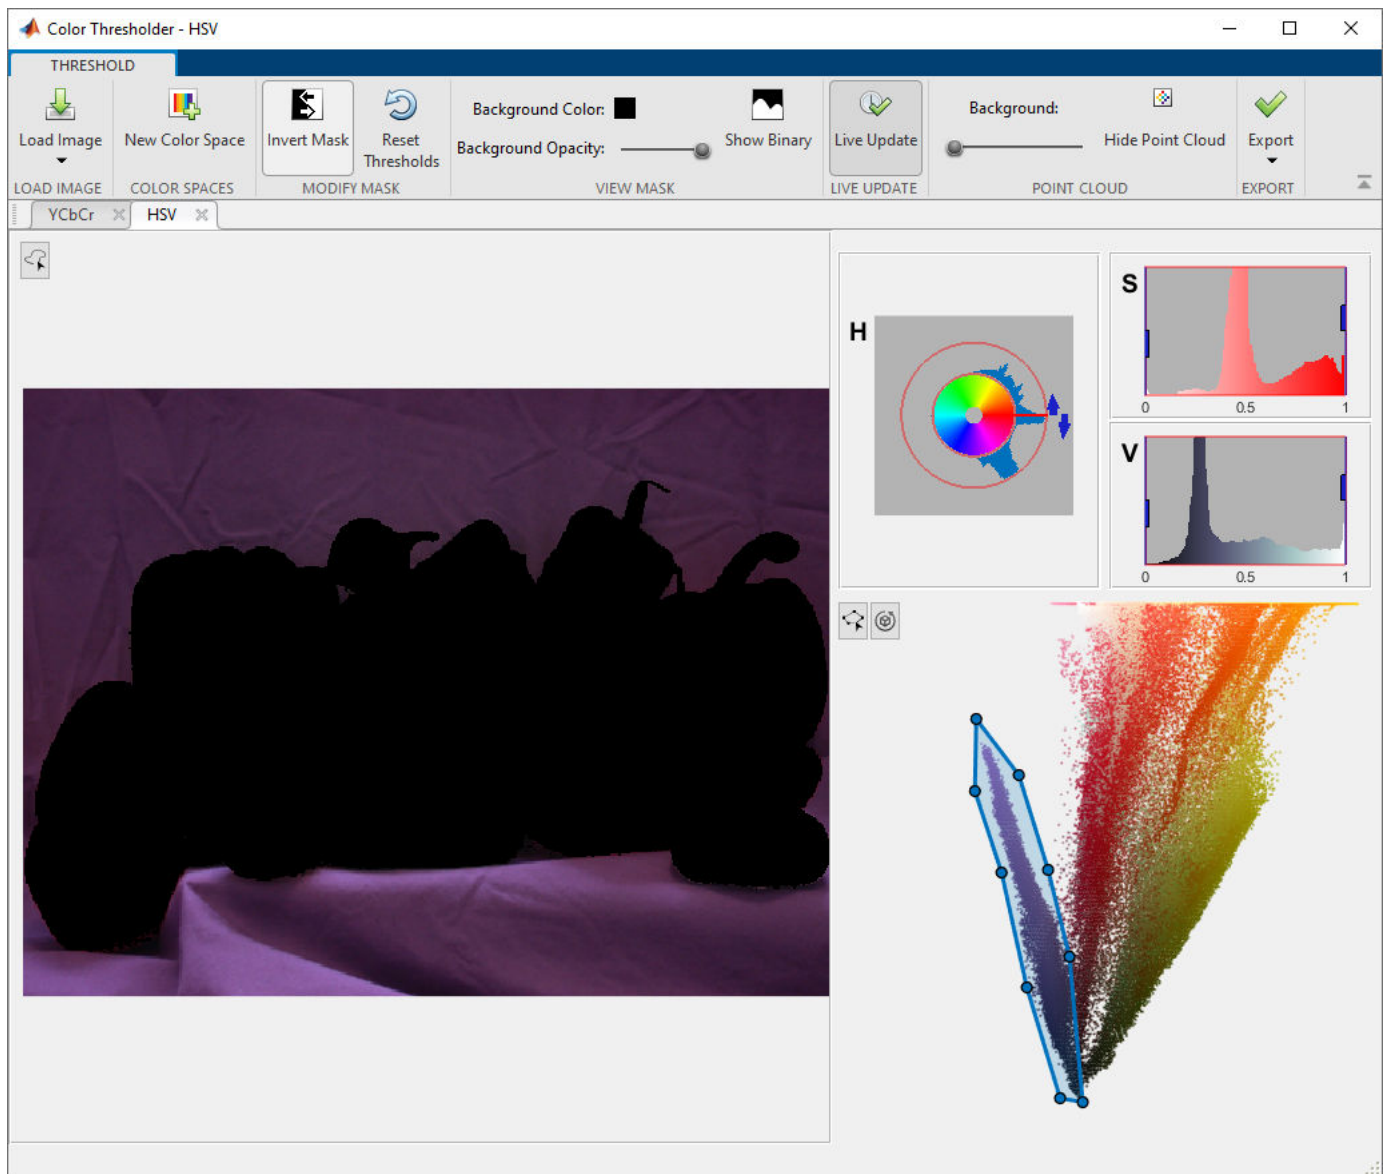 Color Thresholder - HSV
THRESHOLD
Load Image
New Color Space
Invert Mask
Reset
Thresholds
Background Color:
Background Opacity:
Show Binary
Live Update
Background:
Hide Point Cloud
Export
LOAD IMAGE
COLOR SPACES
MODIFY MASK
VIEW MASK
LIVE UPDATE
POINT CLOUD
EXPORT
YCbCr
HSV
H
S
0 0.5 1
V
0 0.5 1